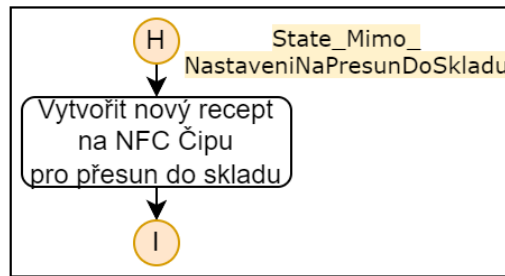 H
State_Mimo_
NastaveniNaPresunDoSkladu
Vytvořit nový recept
na NFC Čipu
pro přesun do skladu
I